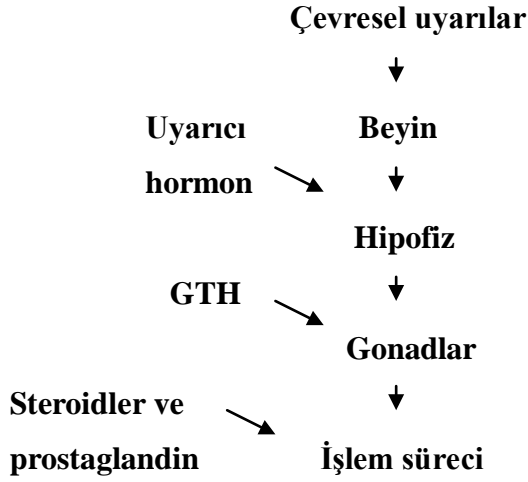 Çevresel uyarılar
Uyarıcı Beyin
hormon
Hipofiz
GTH
Gonadlar
Steroidler ve
prostaglandin İşlem süreci